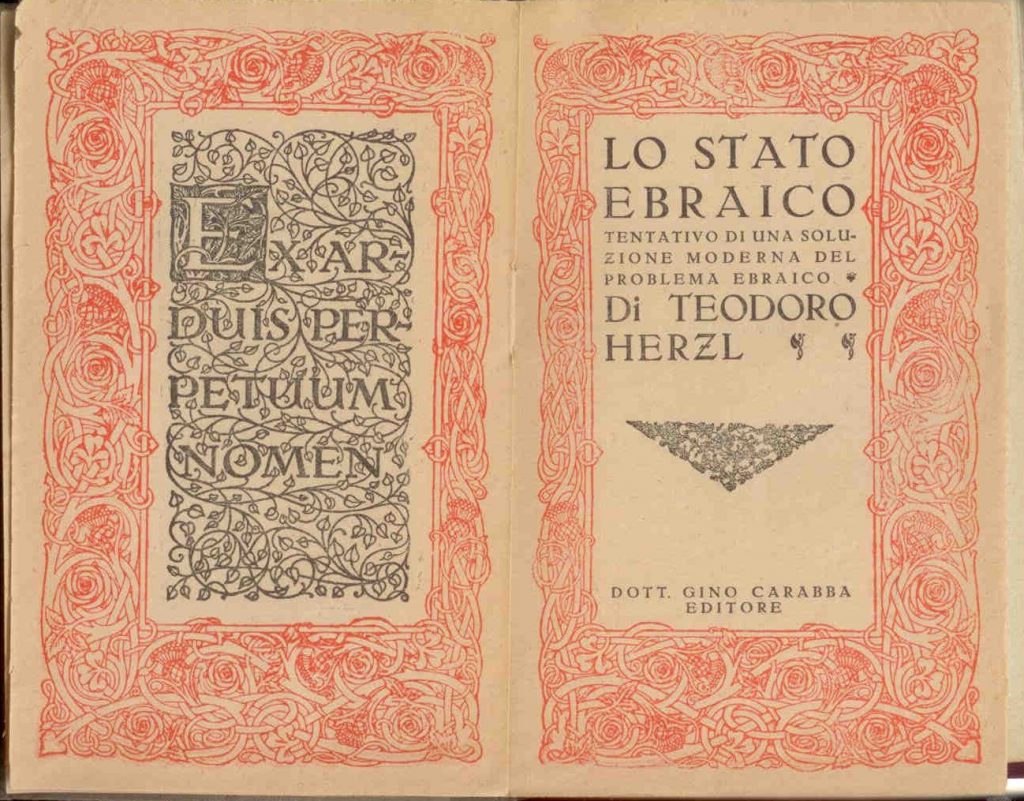 EX AR-
DUIS PER-
PETUUM
NOMEN
LO STATO
EBRAICO
TENTATIVO DI UNA SOLU-
ZIONE MODERNA DEL
PROBLEMA EBRAICO
Di TEODORO
HERZL
DOTT. GINO CARABBA
EDITORE